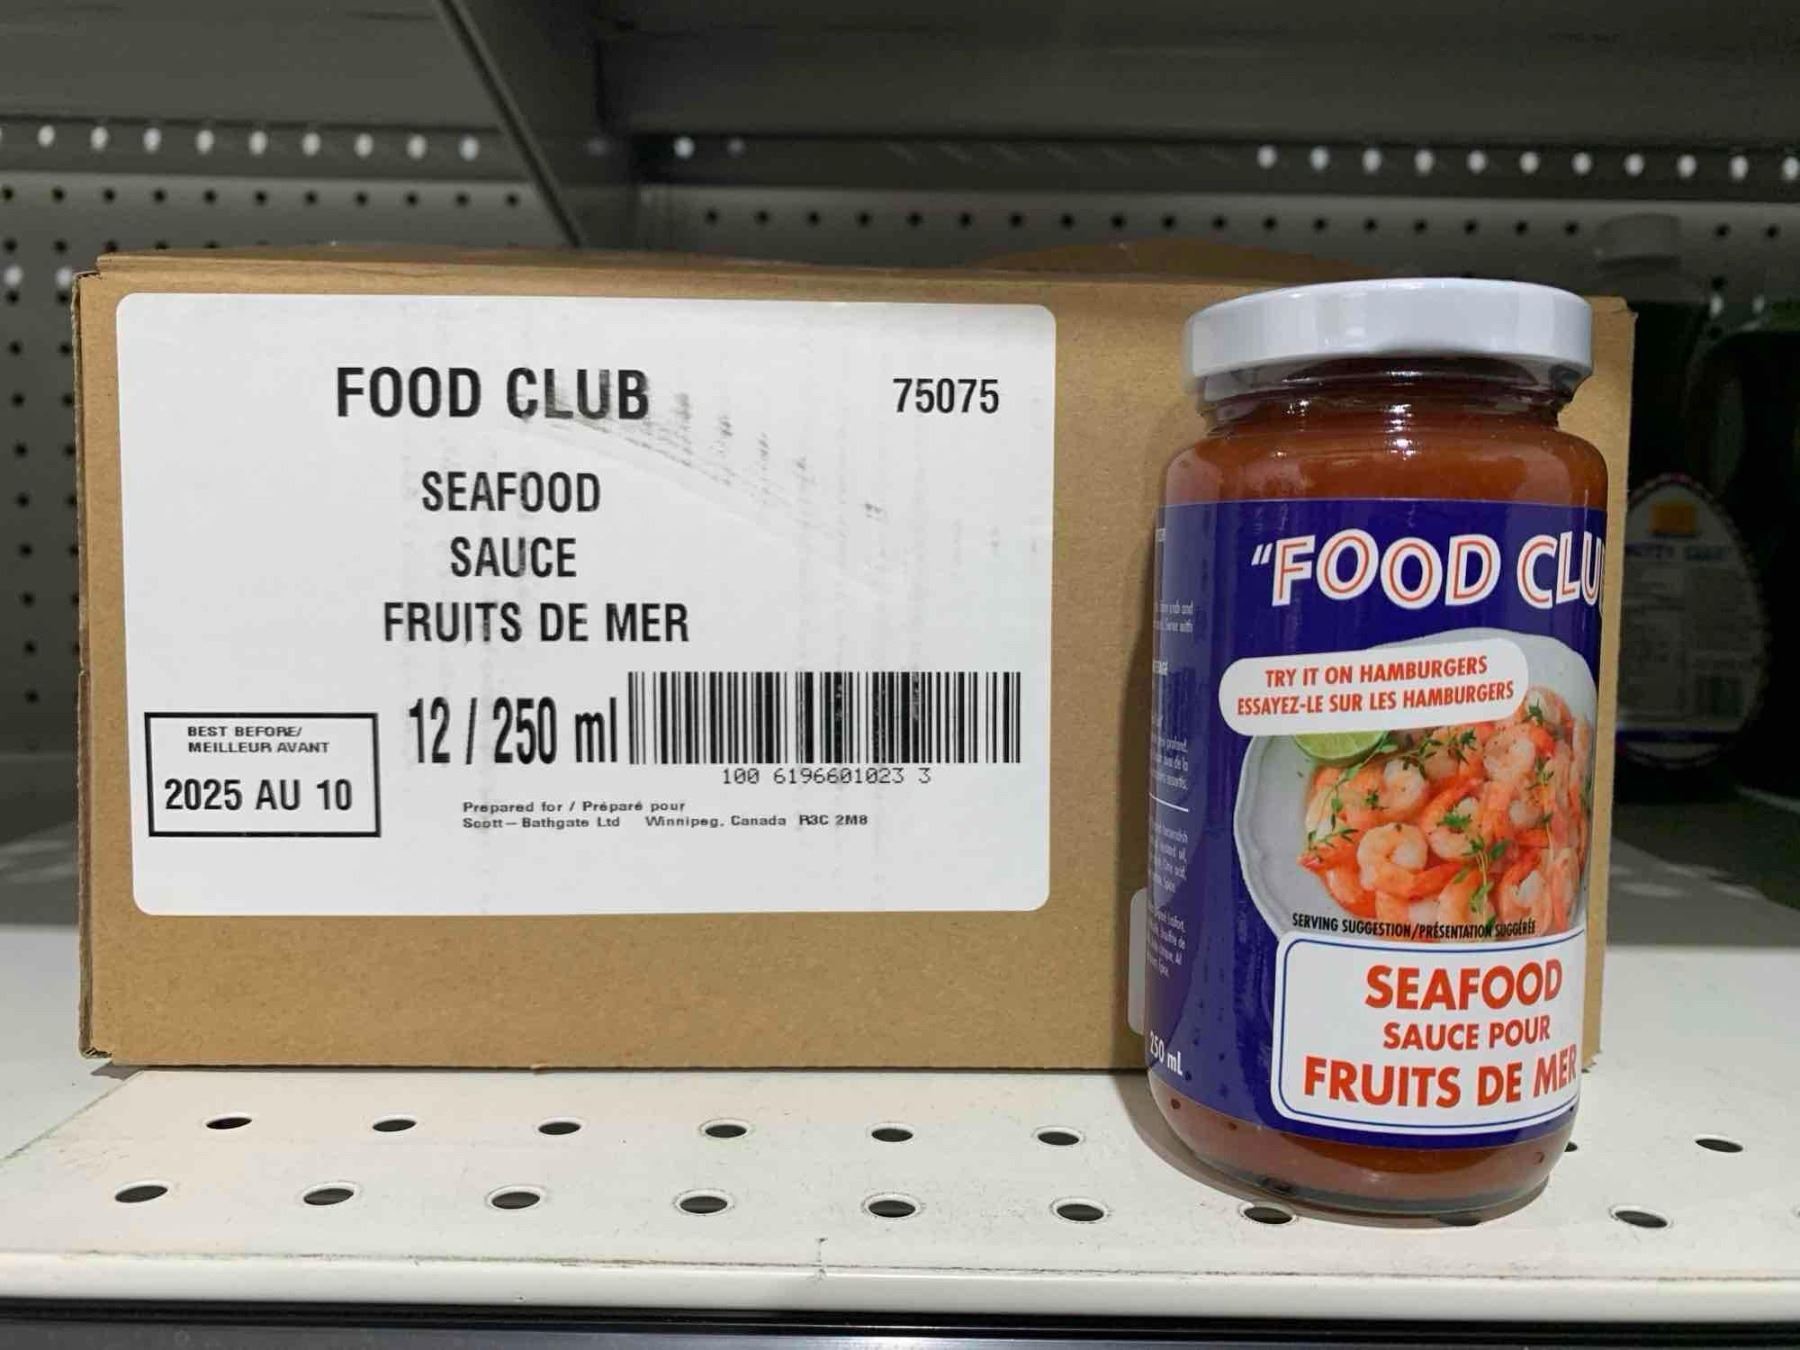 FOOD CLUB
75075
SEAFOOD
SAUCE
FRUITS DE MER
12 / 250 ml
100 6196601023 3
BEST BEFORE/
MEILLEUR AVANT
2025 AU 10
Prepared for / Préparé pour
Scott-Bathgate Ltd Winnipeg. Canada R3C 2M8
"FOOD CLU
TRY IT ON HAMBURGERS
ESSAYEZ-LE SUR LES HAMBURGERS
SERVING SUGGESTION/PRÉSENTATION SUGGÉRÉE
SEAFOOD
SAUCE POUR
FRUITS DE MER
250 mL